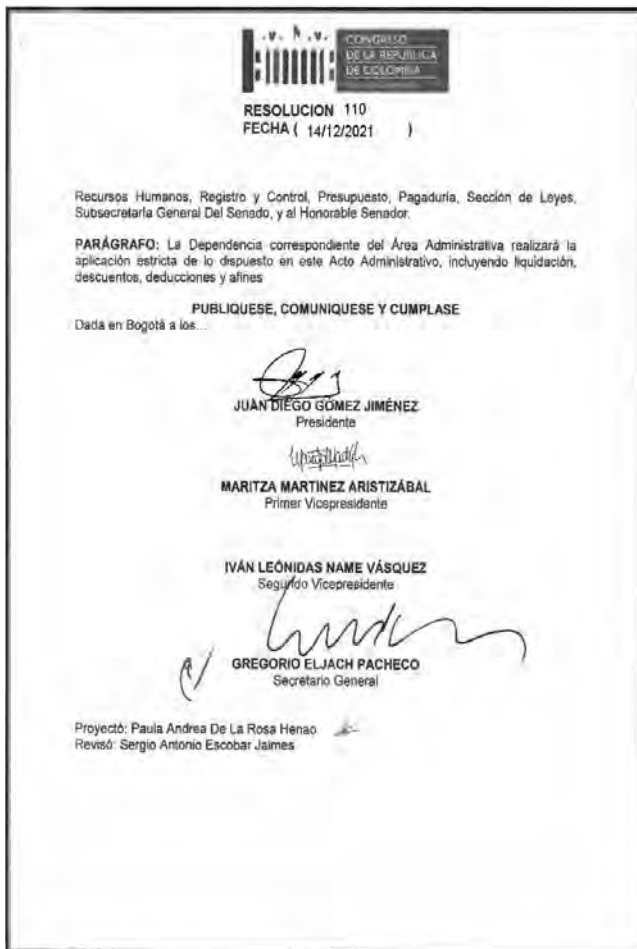 CONGRESO
DE LA REPÚBLICA
DE COLOMBIA
RESOLUCION 110
FECHA ( 14/12/2021 )
Recursos Humanos, Registro y Control, Presupuesto, Pagaduría, Sección de Leyes,
Subsecretaría General Del Senado, y al Honorable Senador.
PARÁGRAFO: La Dependencia correspondiente del Área Administrativa realizará la
aplicación estricta de lo dispuesto en este Acto Administrativo, incluyendo liquidación,
descuentos, deducciones y afines
PUBLIQUESE, COMUNIQUESE Y CUMPLASE
Dada en Bogotá a los...
JUAN DIEGO GÓMEZ JIMÉNEZ
Presidente
MARITZA MARTINEZ ARISTIZÁBAL
Primer Vicepresidente
IVÁN LEÓNIDAS NAME VÁSQUEZ
Segundo Vicepresidente
GREGORIO ELJACH PACHECO
Secretario General
Proyectó: Paula Andrea De La Rosa Henao
Revisó: Sergio Antonio Escobar Jaimes